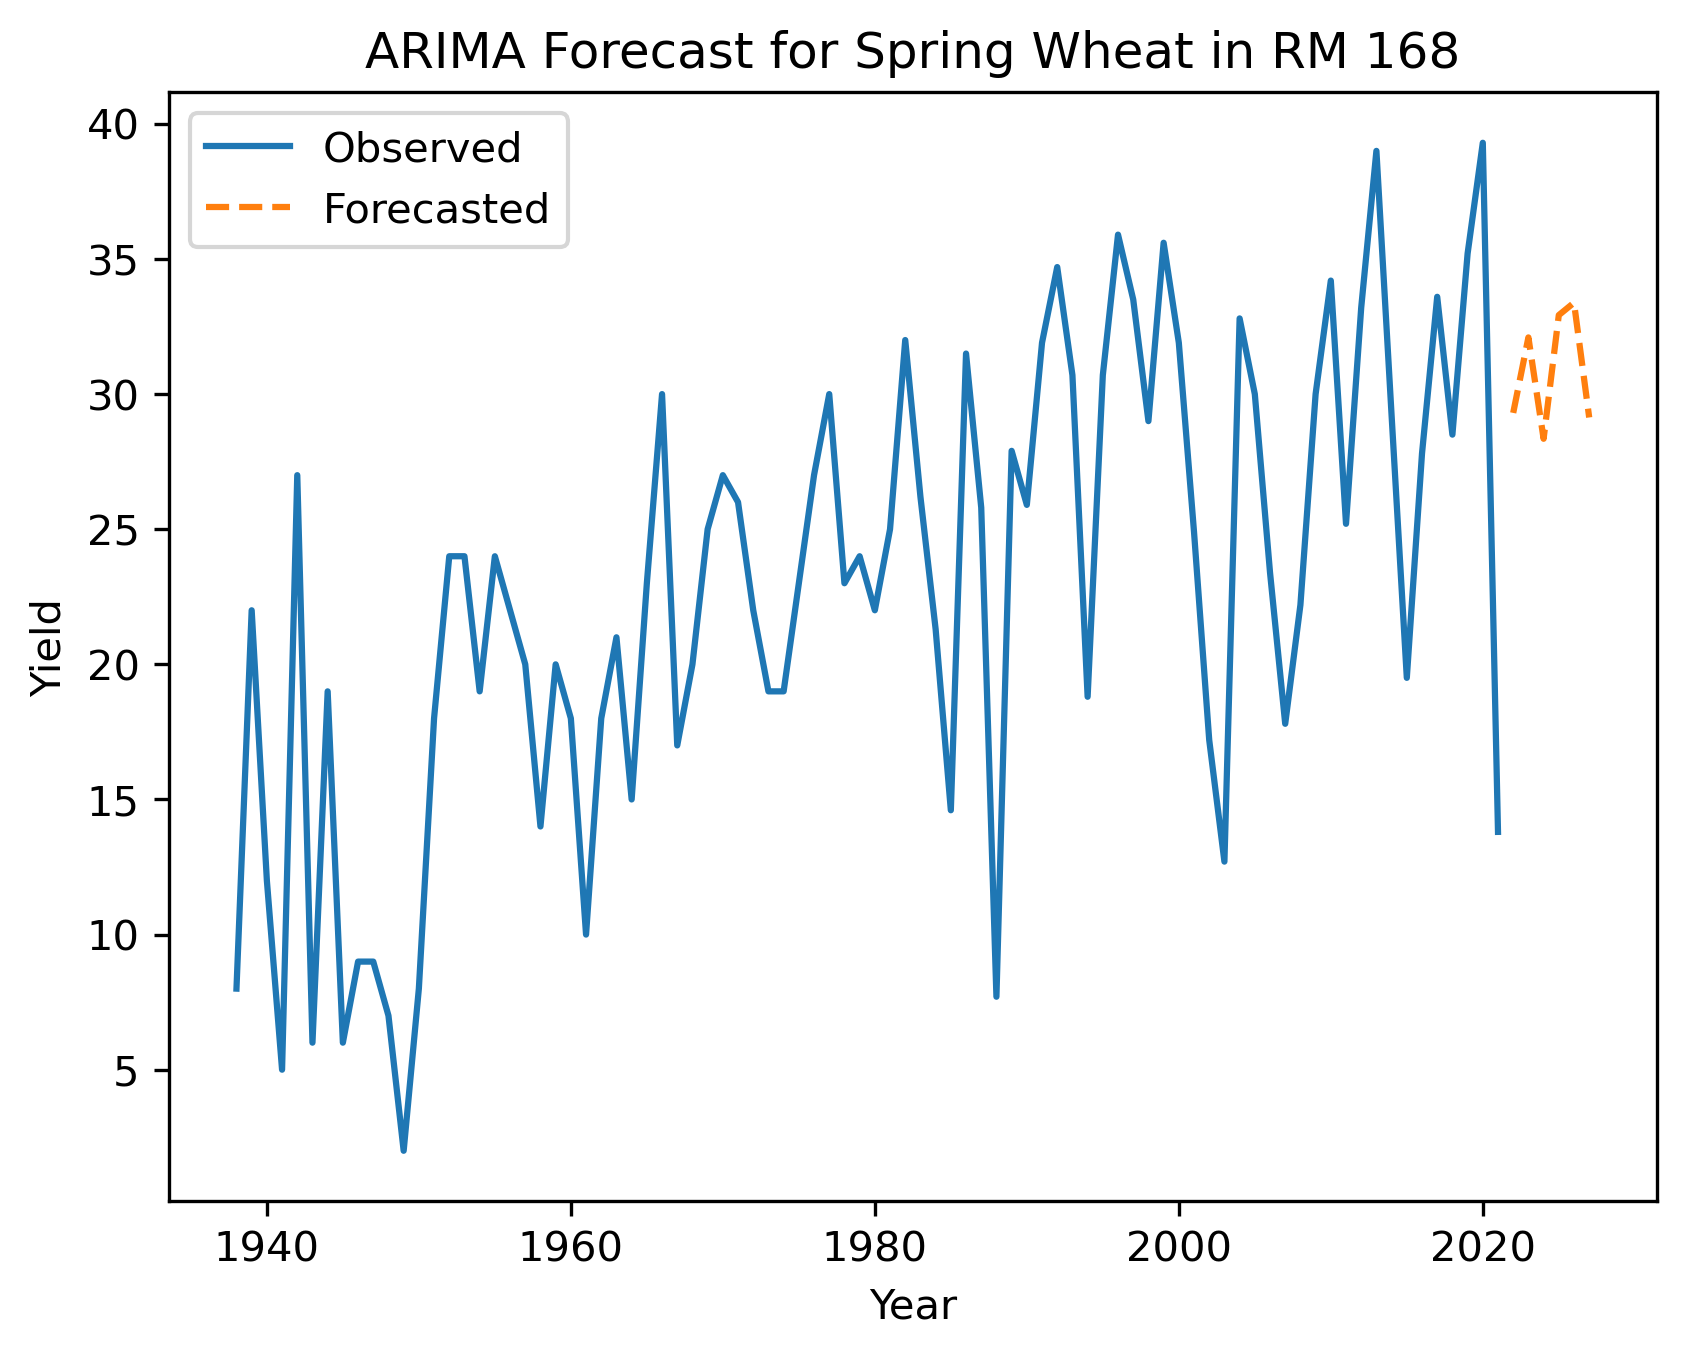 ARIMA Forecast for Spring Wheat in RM 168
Observed
Forecasted
40
35
30
25
20
15
10
5
Yield
1940 1960 1980 2000 2020
Year